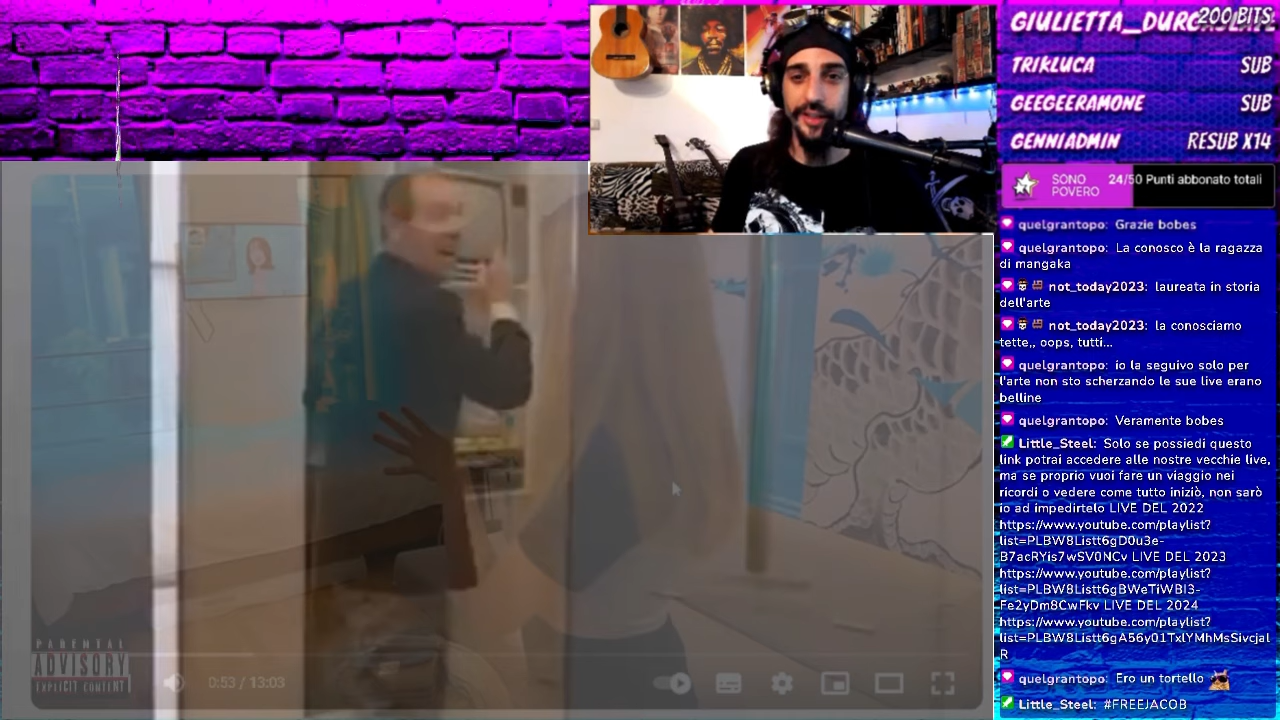 GIULIETTA_DURC
200 BITS
TRIKLUCA SUB
GEEGEERAMONE SUB
GENNIADMIN RESUB X14
SONO POVERO
24/50 Punti abbonato totali
quelgrantopo: Grazie bobes
quelgrantopo: La conosco è la ragazza
di mangaka
not_today2023: laureata in storia
dell'arte
not_today2023: la conosciamo
tette,, oops, tutti...
quelgrantopo: io la seguivo solo per
l'arte non sto scherzando le sue live erano
belline
quelgrantopo: Veramente bobes
Little_Steel: Solo se possiedi questo
link potrai accedere alle nostre vecchie live,
ma se proprio vuoi fare un viaggio nei
ricordi o vedere come tutto iniziò, non sarò
io ad impedirtelo LIVE DEL 2022
https://www.youtube.com/playlist?
list=PLBW8Listt6gD0u3e-
B7acRYis7wSV0NCv LIVE DEL 2023
https://www.youtube.com/playlist?
list=PLBW8Listt6gBWeTiWBI3-
Fe2yDm8CwFkv LIVE DEL 2024
https://www.youtube.com/playlist?
list=PLBW8Listt6gA56y01TxlYMhMsSivcjal
R
quelgrantopo: Ero un tortello
Little_Steel: #FREEJACOB
PARENTAL
ADVISORY
EXPLICIT CONTENT
0:53 / 13:03